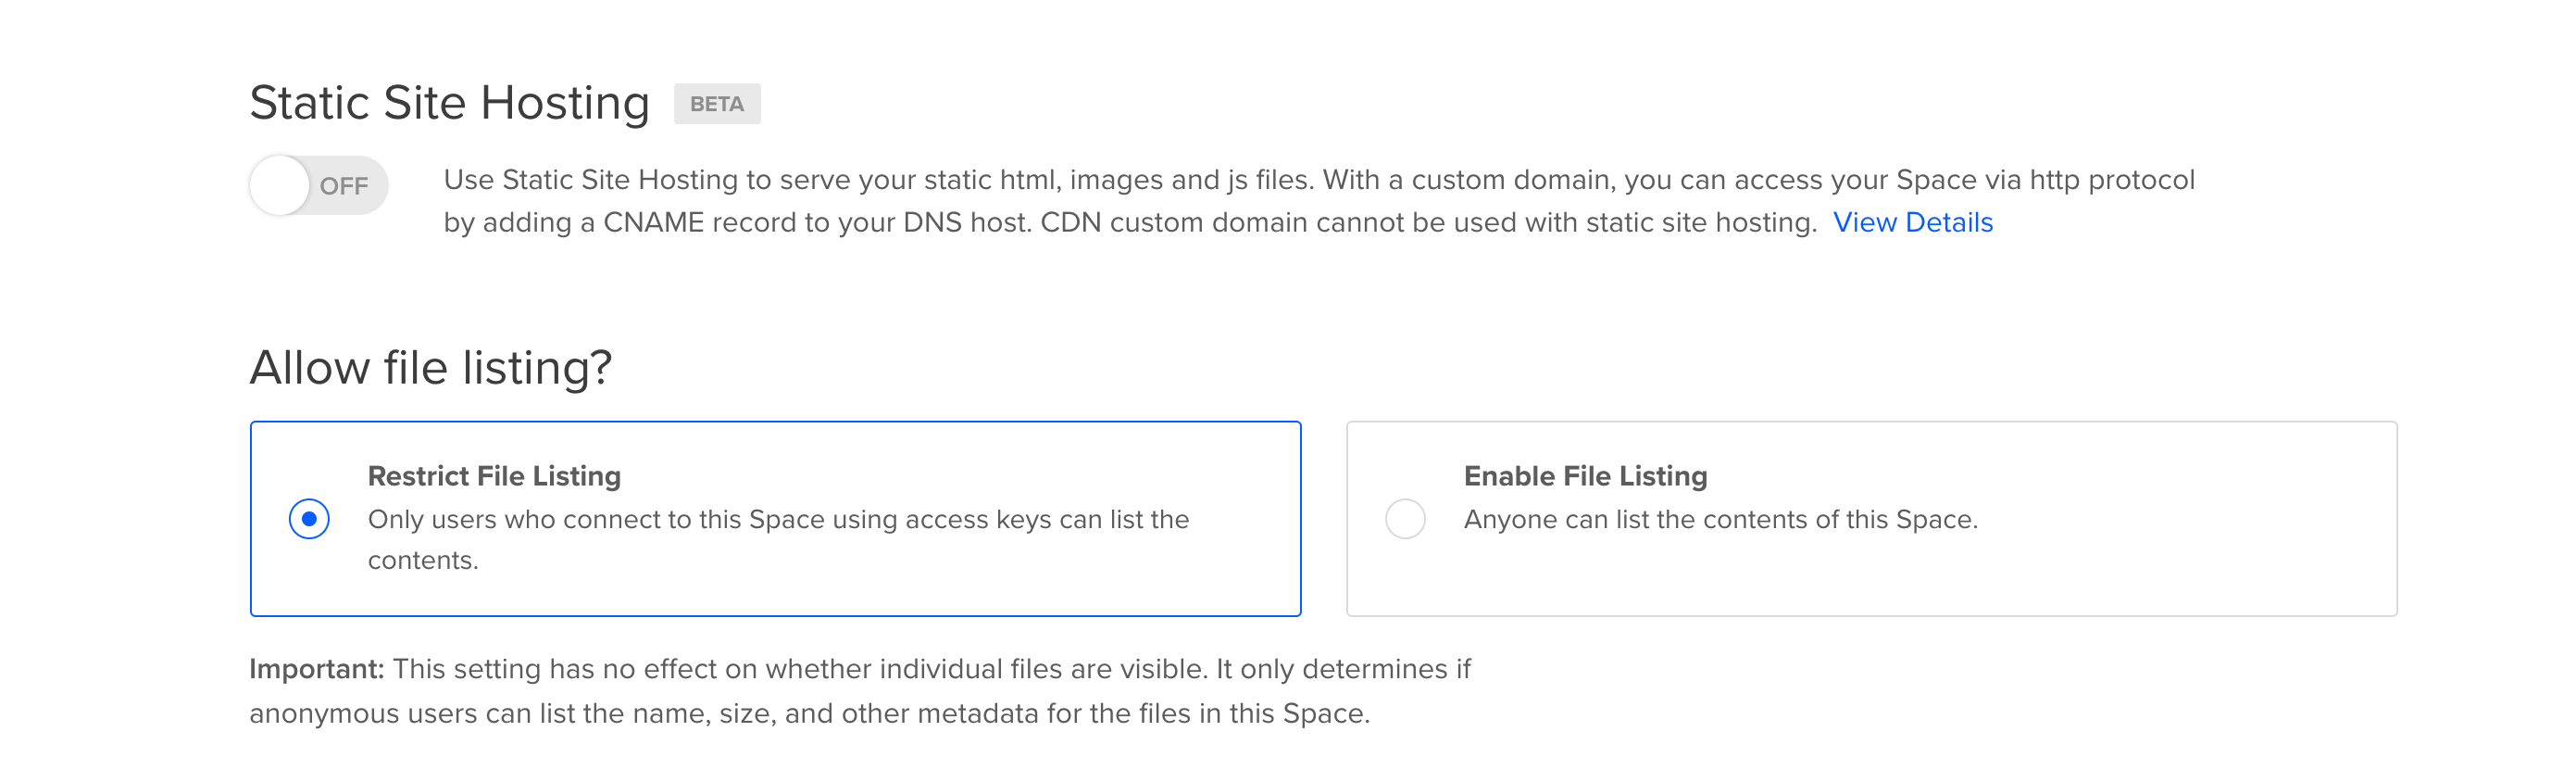 Static Site Hosting BETA
OFF
Use Static Site Hosting to serve your static html, images and js files. With a custom domain, you can access your Space via http protocol
by adding a CNAME record to your DNS host. CDN custom domain cannot be used with static site hosting. View Details
Allow file listing?
Restrict File Listing
Only users who connect to this Space using access keys can list the
contents.
Enable File Listing
Anyone can list the contents of this Space.
Important: This setting has no effect on whether individual files are visible. It only determines if
anonymous users can list the name, size, and other metadata for the files in this Space.